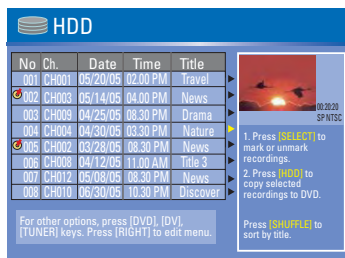 HDD
No Ch. Date Time Title
001 CH001 05/20/05 02.00 PM Travel
002 CH003 05/14/05 04.00 PM News
003 CH009 04/25/05 08.30 PM Drama
004 CH004 04/30/05 03.30 PM Nature
005 CH002 03/28/05 08.30 PM News
006 CH008 04/12/05 11.00 AM Title 3
007 CH012 05/08/05 08.30 PM News
008 CH010 06/30/05 10.30 PM Discover
For other options, press [DVD], [DV],
[TUNER] keys. Press [RIGHT] to edit menu.
00:20:20
SP NTSC
1. Press [SELECT] to
mark or unmark
recordings.
2. Press [HDD] to
copy selected
recordings to DVD.
Press [SHUFFLE] to
sort by title.